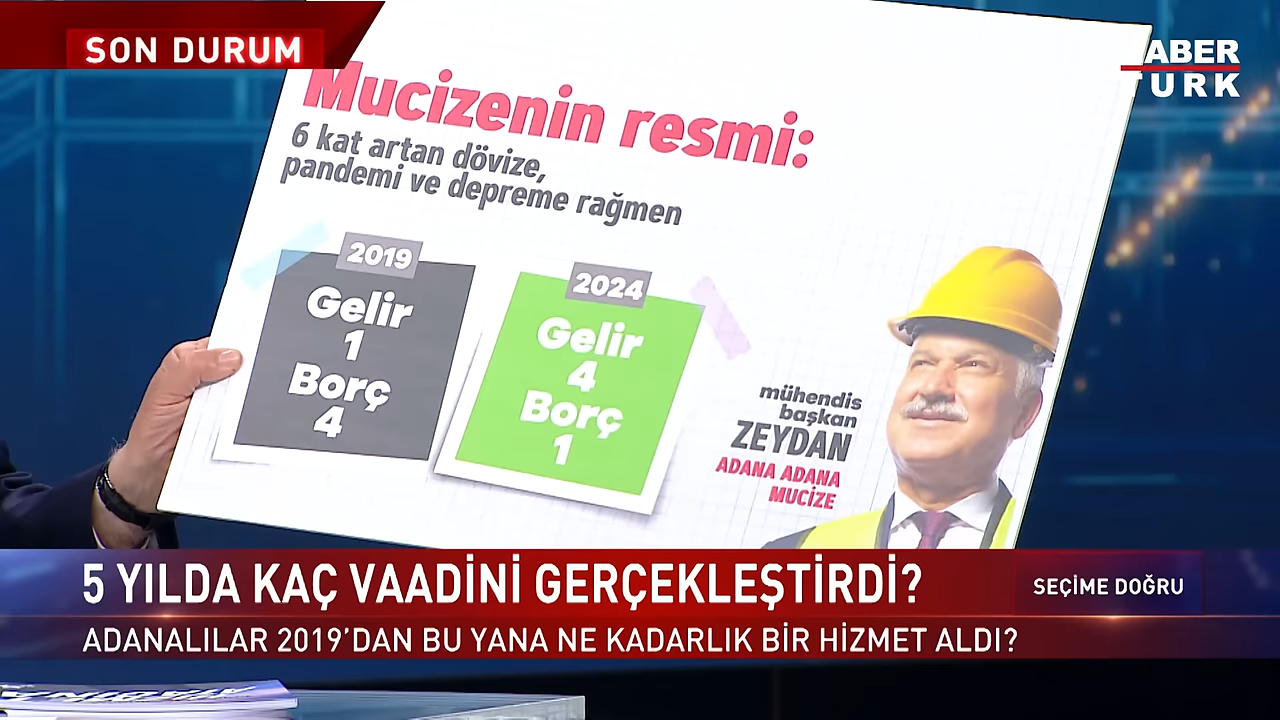 SON DURUM
ABER
TURK
Mucizenin resmi:
6 kat artan dövize,
pandemi ve depreme rağmen
2019
Gelir
1
Borç
4
2024
Gelir
4
Borç
1
mühendis
başkan
ZEYDAN
ADANA ADANA
MUCİZE
5 YILDA KAÇ VAADİNİ GERÇEKLEŞTİRDİ?
SEÇİME DOĞRU
ADANALILAR 2019'DAN BU YANA NE KADARLIK BİR HİZMET ALDI?